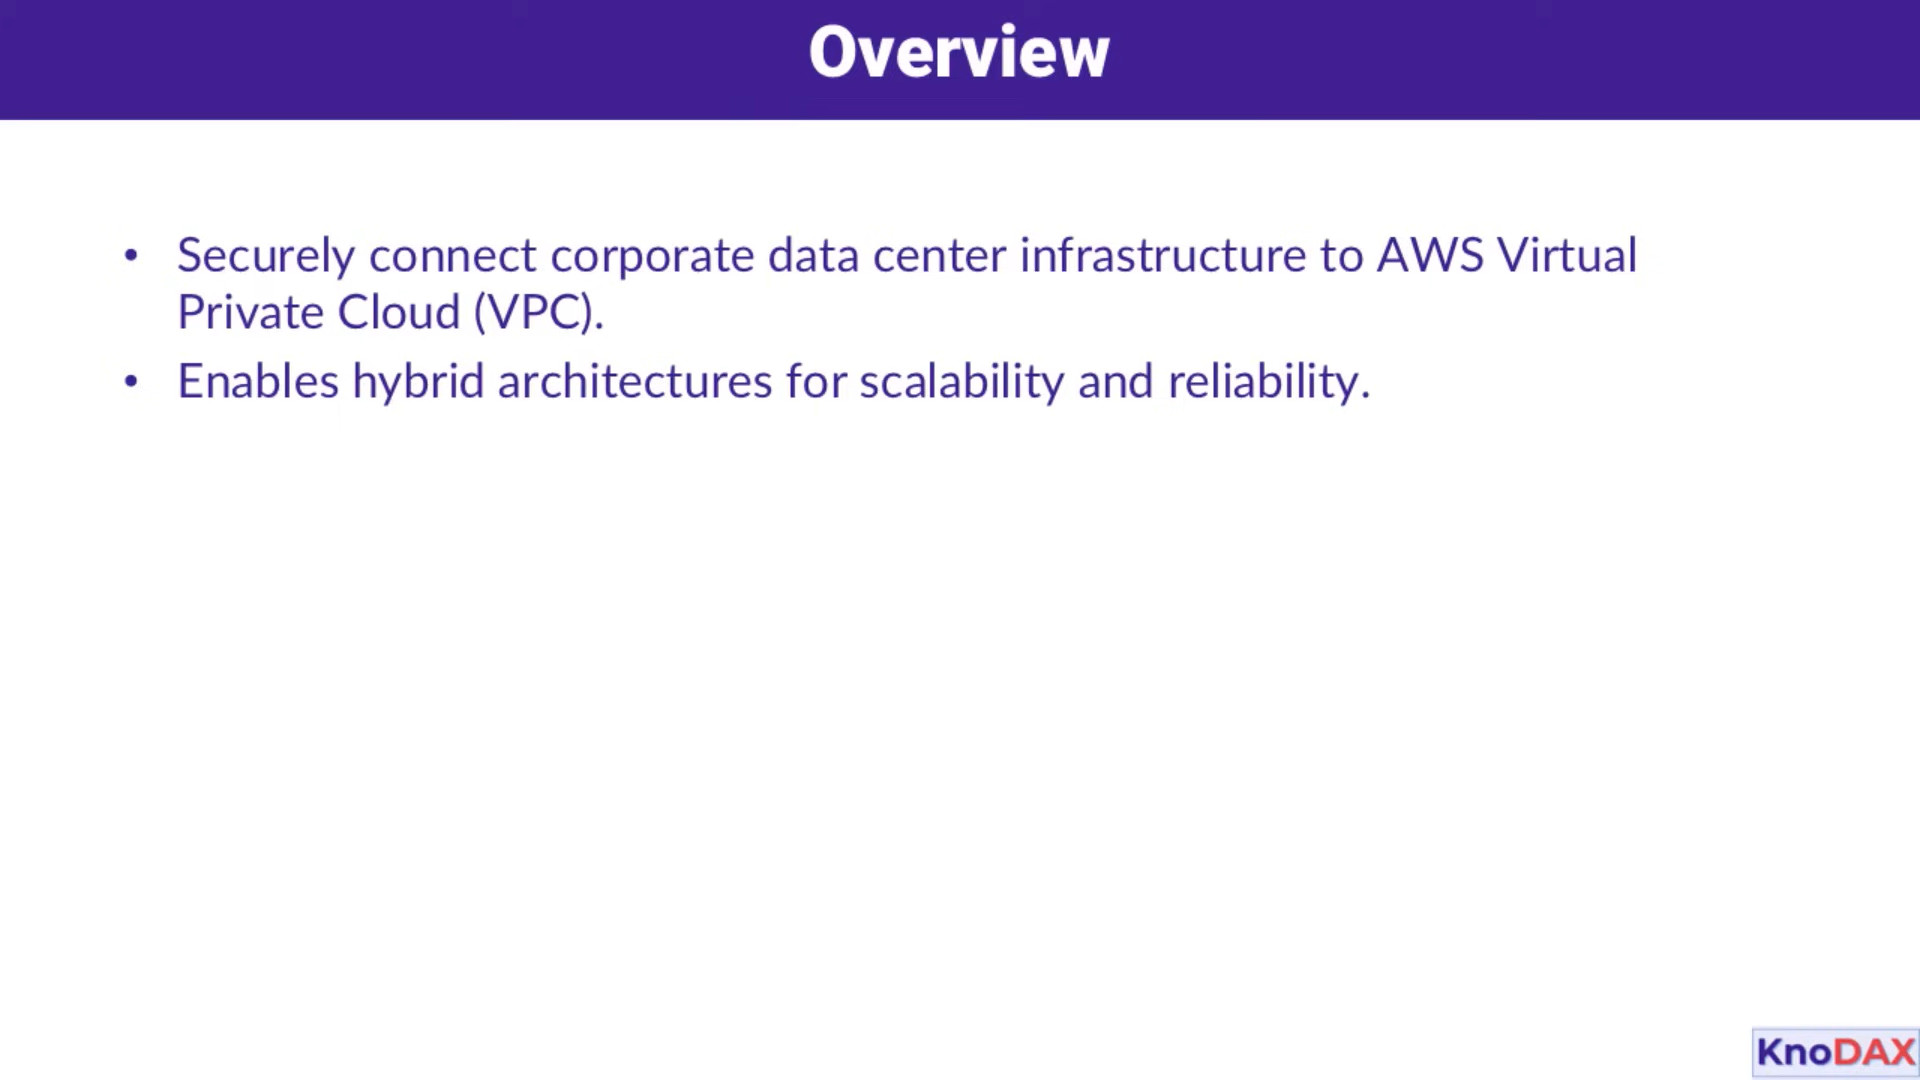 Overview
• Securely connect corporate data center infrastructure to AWS Virtual
Private Cloud (VPC).
• Enables hybrid architectures for scalability and reliability.
KnoDAX